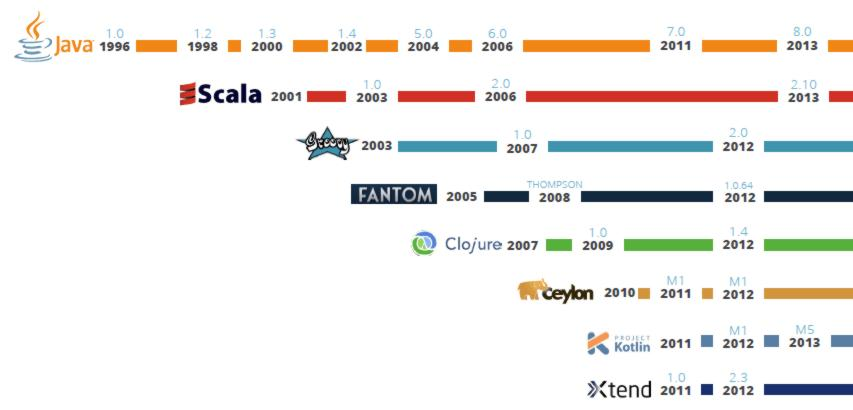 1.0 1.2 1.3 1.4 5.0 6.0 7.0 8.0
Java 1996 1998 2000 2002 2004 2006 2011 2013
1.0 2.0 2.10
Scala 2001 2003 2006 2013
1.0 2.0
Groovy 2003 2007 2012
THOMPSON 1.0.64
FANTOM 2005 2008 2012
1.0 1.4
Clojure 2007 2009 2012
M1 M1
ceylon 2010 2011 2012
M1 M5
PROJECT
Kotlin 2011 2012 2013
1.0 2.3
Xtend 2011 2012